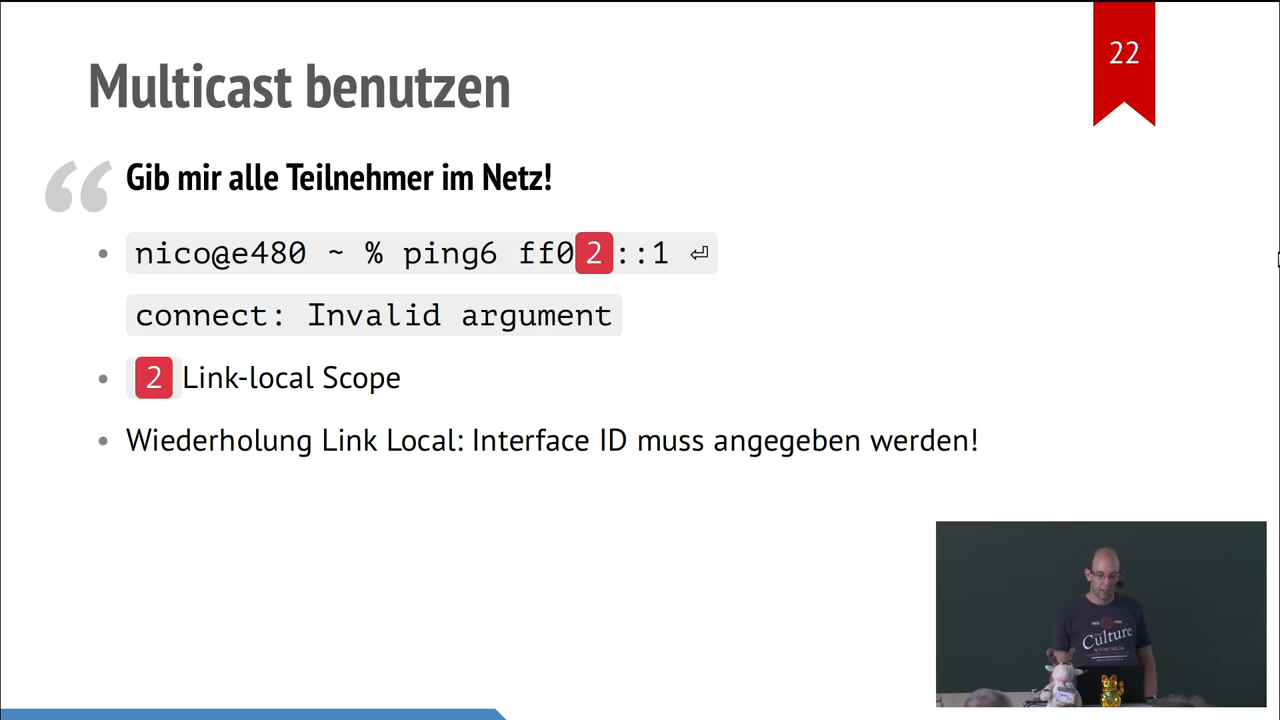 22
Multicast benutzen
“ Gib mir alle Teilnehmer im Netz!
• nico@e480 ~ % ping6 ff02::1 ⏎
connect: Invalid argument
• 2 Link-local Scope
• Wiederholung Link Local: Interface ID muss angegeben werden!
Culture